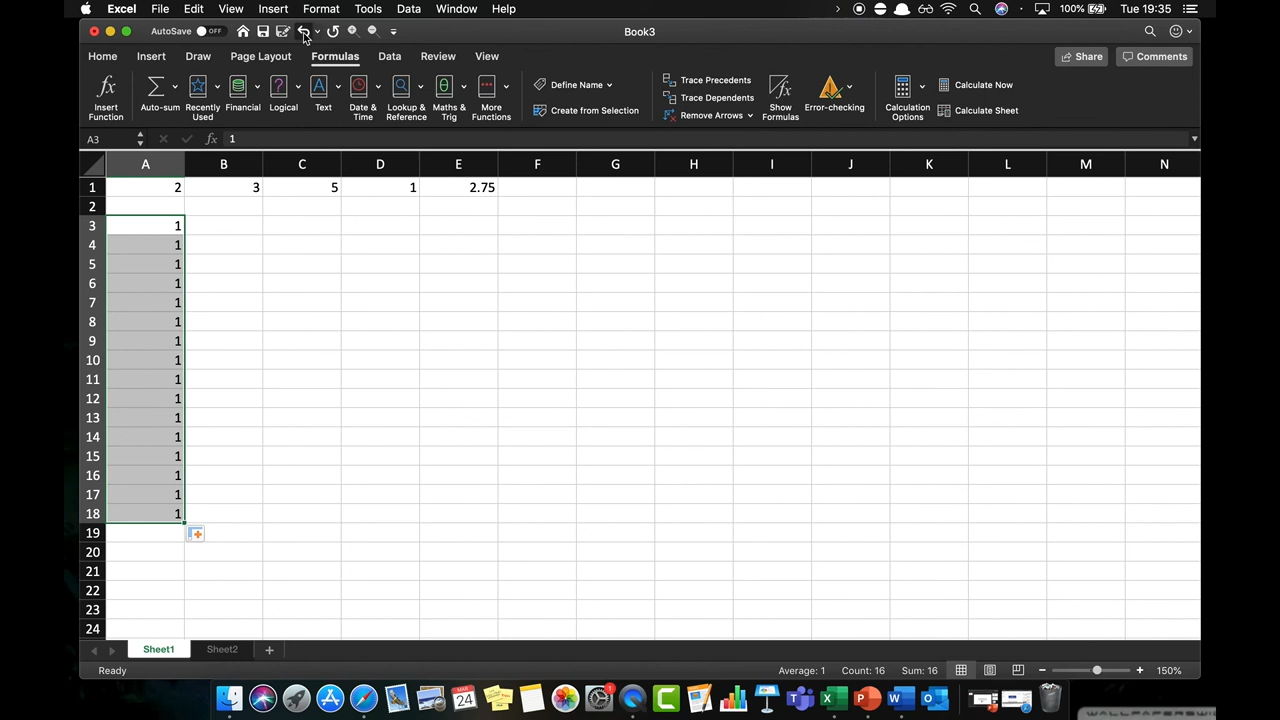 Excel File Edit View Insert Format Tools Data Window Help 100% Tue 19:35
AutoSave OFF Book3
Home Insert Draw Page Layout Formulas Data Review View Share Comments
Insert Function Auto-sum Recently Used Financial Logical Text Date & Time Lookup & Reference Maths & Trig More Functions Define Name Create from Selection Trace Precedents Trace Dependents Remove Arrows Show Formulas Error-checking Calculation Options Calculate Now Calculate Sheet
A3 fx 1
A B C D E F G H I J K L M N
1 2 3 5 1 2.75
2
3 1
4 1
5 1
6 1
7 1
8 1
9 1
10 1
11 1
12 1
13 1
14 1
15 1
16 1
17 1
18 1
19
20
21
22
23
24
Sheet1 Sheet2 +
Ready Average: 1 Count: 16 Sum: 16 150%
MAR 24